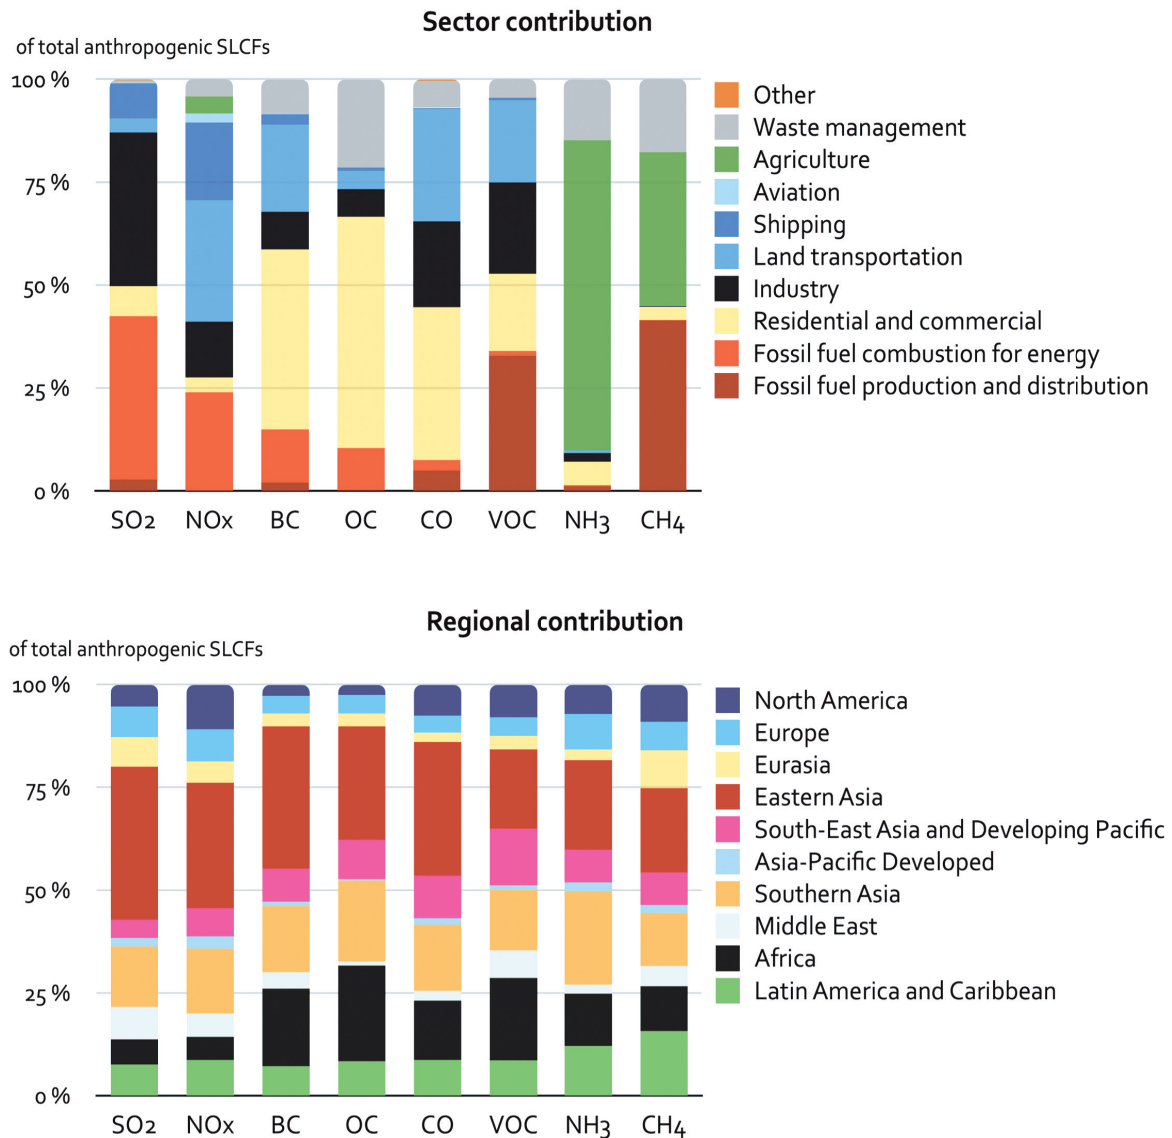 Sector contribution
of total anthropogenic SLCFs
100 %
75 %
50 %
25 %
0 %
SO2 NOx BC OC CO VOC NH3 CH4
Other
Waste management
Agriculture
Aviation
Shipping
Land transportation
Industry
Residential and commercial
Fossil fuel combustion for energy
Fossil fuel production and distribution
Regional contribution
of total anthropogenic SLCFs
100 %
75 %
50 %
25 %
0 %
SO2 NOx BC OC CO VOC NH3 CH4
North America
Europe
Eurasia
Eastern Asia
South-East Asia and Developing Pacific
Asia-Pacific Developed
Southern Asia
Middle East
Africa
Latin America and Caribbean